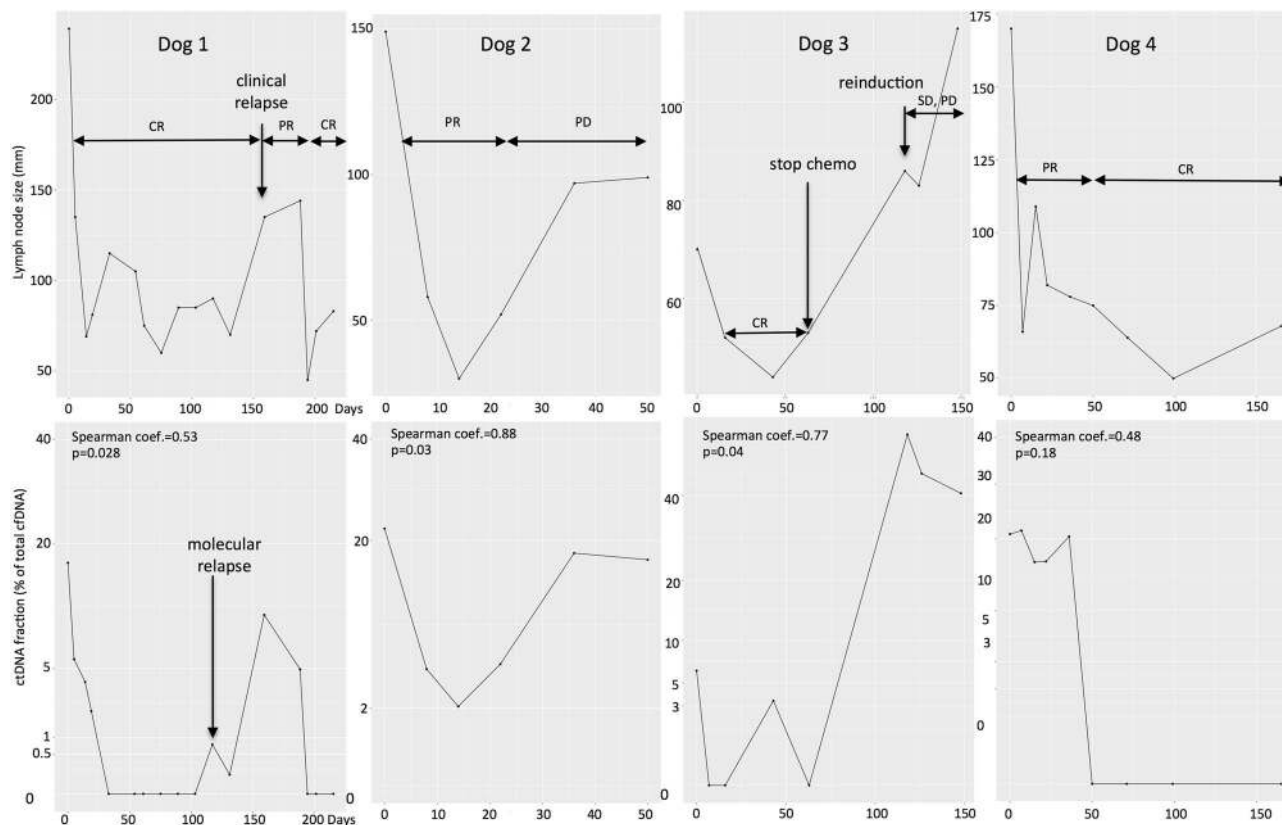 Dog 1
Dog 2
Dog 3
Dog 4
Lymph node size (mm)
200
150
100
50
clinical
relapse
CR
PR
CR
0
50
100
150
200 Days
150
100
50
PR
PD
0
10
20
30
40
50
100
80
60
reinduction
SD, PD
stop chemo
CR
0
50
100
150
175
150
125
100
75
50
PR
CR
0
50
100
150
ctDNA fraction (% of total cfDNA)
Spearman coef.=0.53
p=0.028
40
20
5
1
0.5
0
molecular
relapse
0
50
100
150
200 Days
Spearman coef.=0.88
p=0.03
40
20
2
0
0
10
20
30
40
50
Spearman coef.=0.77
p=0.04
40
20
10
5
3
0
0
50
100
150
Spearman coef.=0.48
p=0.18
40
30
20
10
5
3
0
0
50
100
150